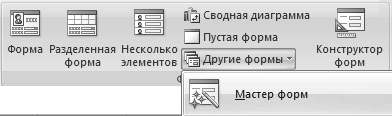 Форма
Разделенная
форма
Несколько
элементов
Сводная диаграмма
Пустая форма
Другие формы
Конструктор
форм
Мастер форм